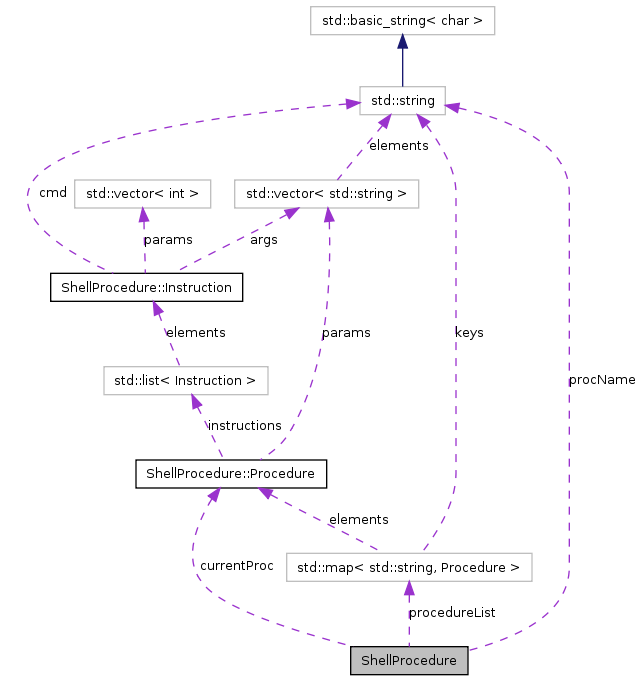 std::basic_string< char >
std::string
elements
cmd
std::vector< int >
std::vector< std::string >
params
args
ShellProcedure::Instruction
elements
params
keys
std::list< Instruction >
procName
instructions
ShellProcedure::Procedure
elements
currentProc
std::map< std::string, Procedure >
procedureList
ShellProcedure